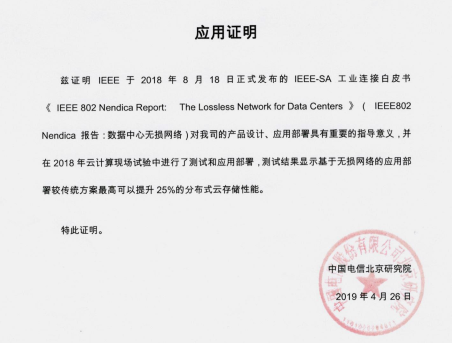 应用证明
兹证明 IEEE 于 2018 年 8 月 18 日正式发布的 IEEE-SA 工业连接白皮书
《 IEEE 802 Nendica Report: The Lossless Network for Data Centers 》( IEEE802
Nendica 报告：数据中心无损网络）对我司的产品设计、应用部署具有重要的指导意义，并
在 2018 年云计算现场试验中进行了测试和应用部署，测试结果显示基于无损网络的应用部
署较传统方案最高可以提升 25%的分布式云存储性能。
特此证明。
中国电信北京研究院
2019 年 4 月 26 日